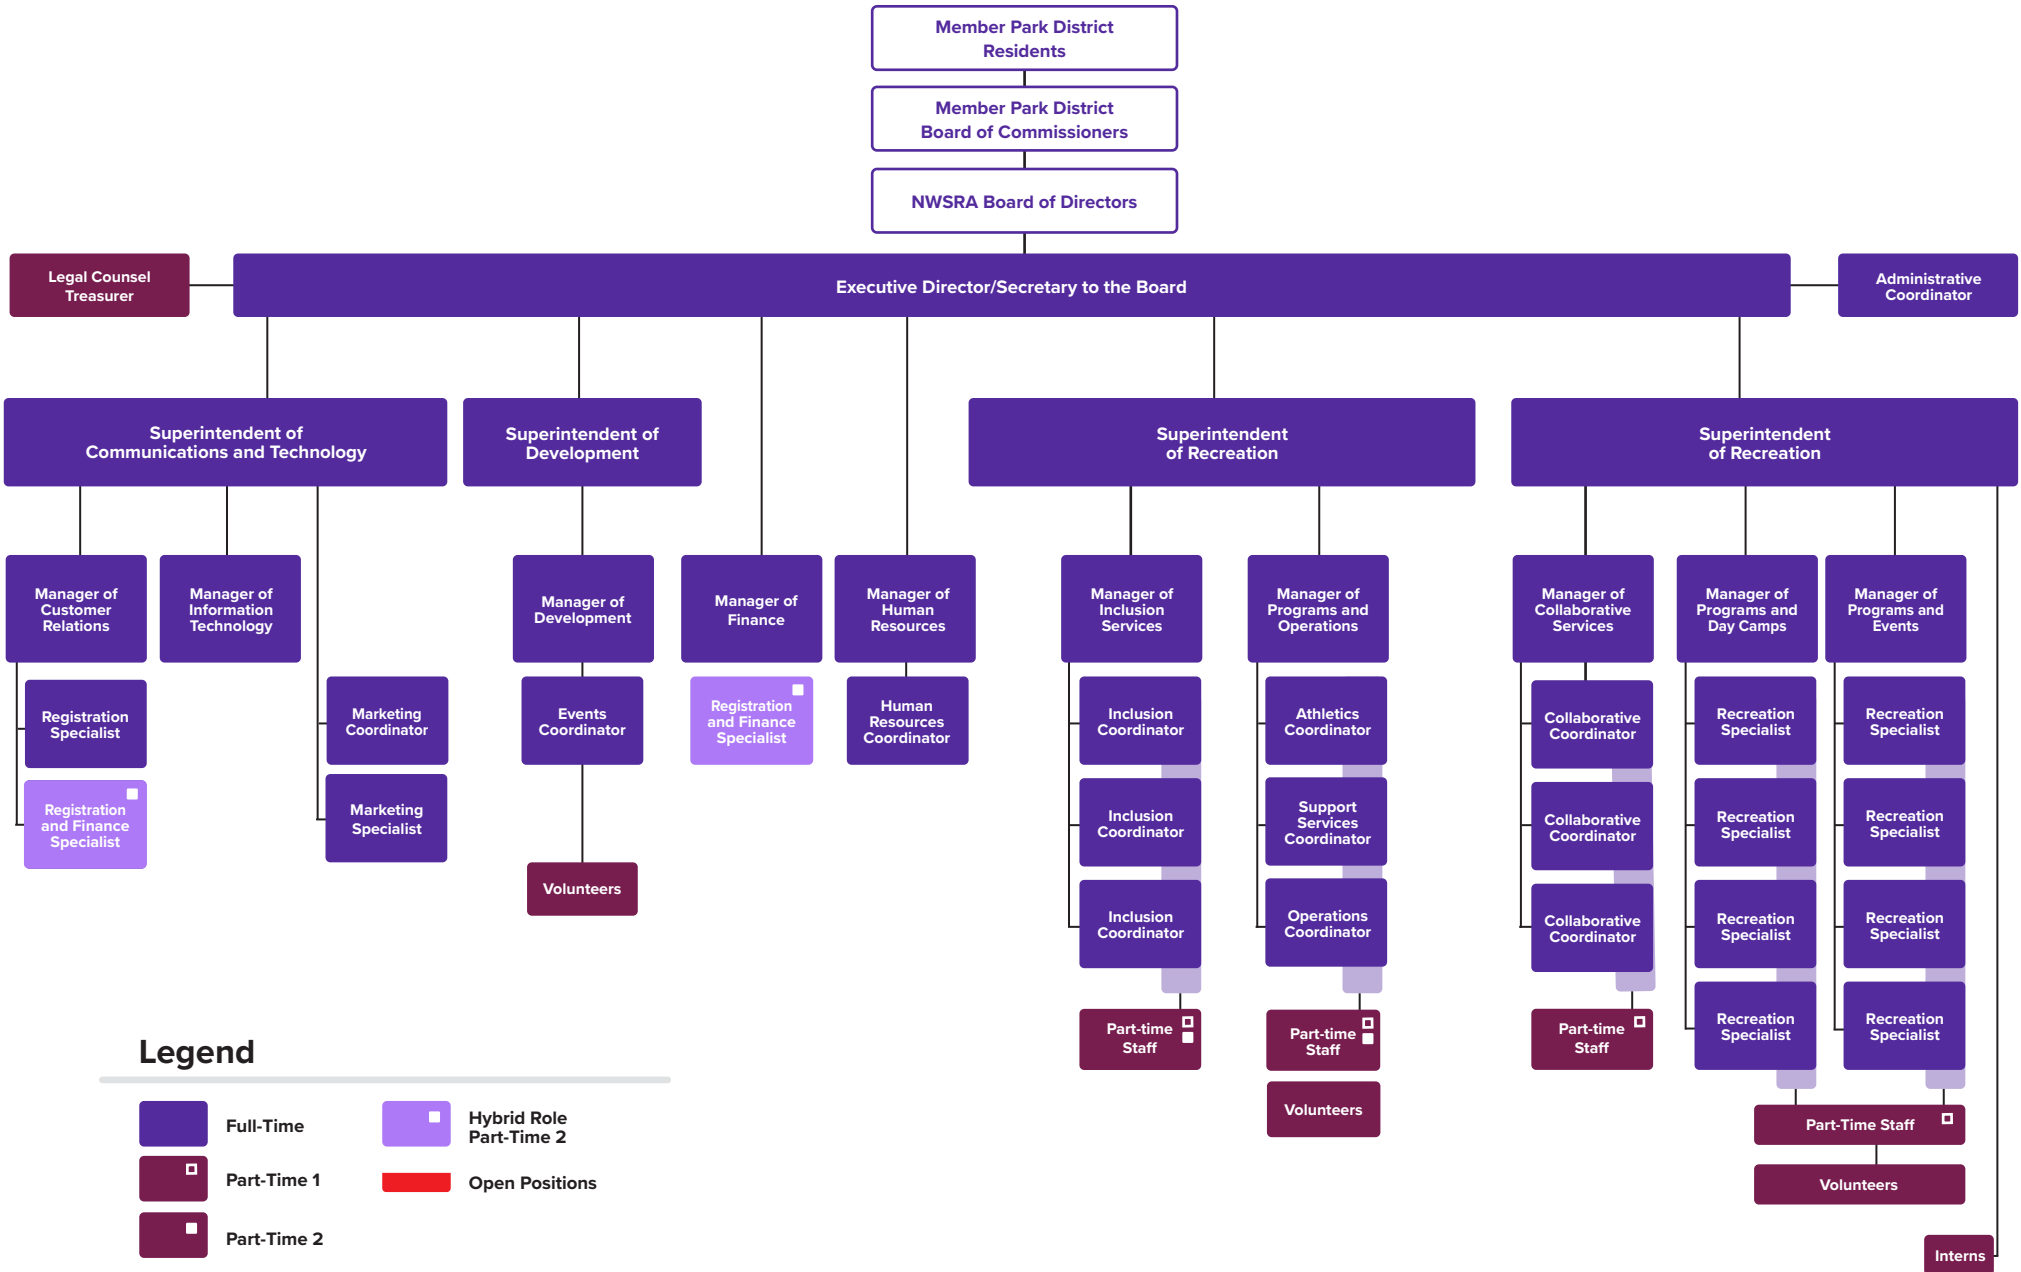 Member Park District
Residents
Member Park District
Board of Commissioners
NWSRA Board of Directors
Legal Counsel
Treasurer
Executive Director/Secretary to the Board
Administrative
Coordinator
Superintendent of
Communications and Technology
Superintendent of
Development
Superintendent
of Recreation
Superintendent
of Recreation
Manager of
Customer
Relations
Manager of
Information
Technology
Manager of
Development
Manager of
Finance
Manager of
Human
Resources
Manager of
Inclusion
Services
Manager of
Programs and
Operations
Manager of
Collaborative
Services
Manager of
Programs and
Day Camps
Manager of
Programs and
Events
Registration
Specialist
Marketing
Coordinator
Events
Coordinator
Registration
and Finance
Specialist
Human
Resources
Coordinator
Inclusion
Coordinator
Athletics
Coordinator
Collaborative
Coordinator
Recreation
Specialist
Recreation
Specialist
Registration
and Finance
Specialist
Marketing
Specialist
Inclusion
Coordinator
Support
Services
Coordinator
Collaborative
Coordinator
Recreation
Specialist
Recreation
Specialist
Volunteers
Inclusion
Coordinator
Operations
Coordinator
Collaborative
Coordinator
Recreation
Specialist
Recreation
Specialist
Part-time
Staff
Part-time
Staff
Part-time
Staff
Recreation
Specialist
Recreation
Specialist
Volunteers
Part-Time Staff
Volunteers
Interns
Legend
Full-Time
Hybrid Role
Part-Time 2
Part-Time 1
Open Positions
Part-Time 2